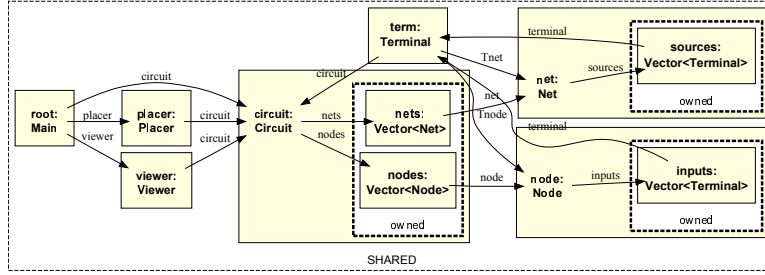 term:
Terminal
terminal
sources:
Vector<Terminal>
owned
Tnet
net:
Net
sources
circuit
circuit
root:
Main
placer
viewer
placer:
Placer
circuit
viewer:
Viewer
circuit
circuit:
Circuit
nets
nodes
nets:
Vector<Net>
nodes:
Vector<Node>
owned
net
Tnode
terminal
node
node:
Node
inputs
inputs:
Vector<Terminal>
owned
SHARED